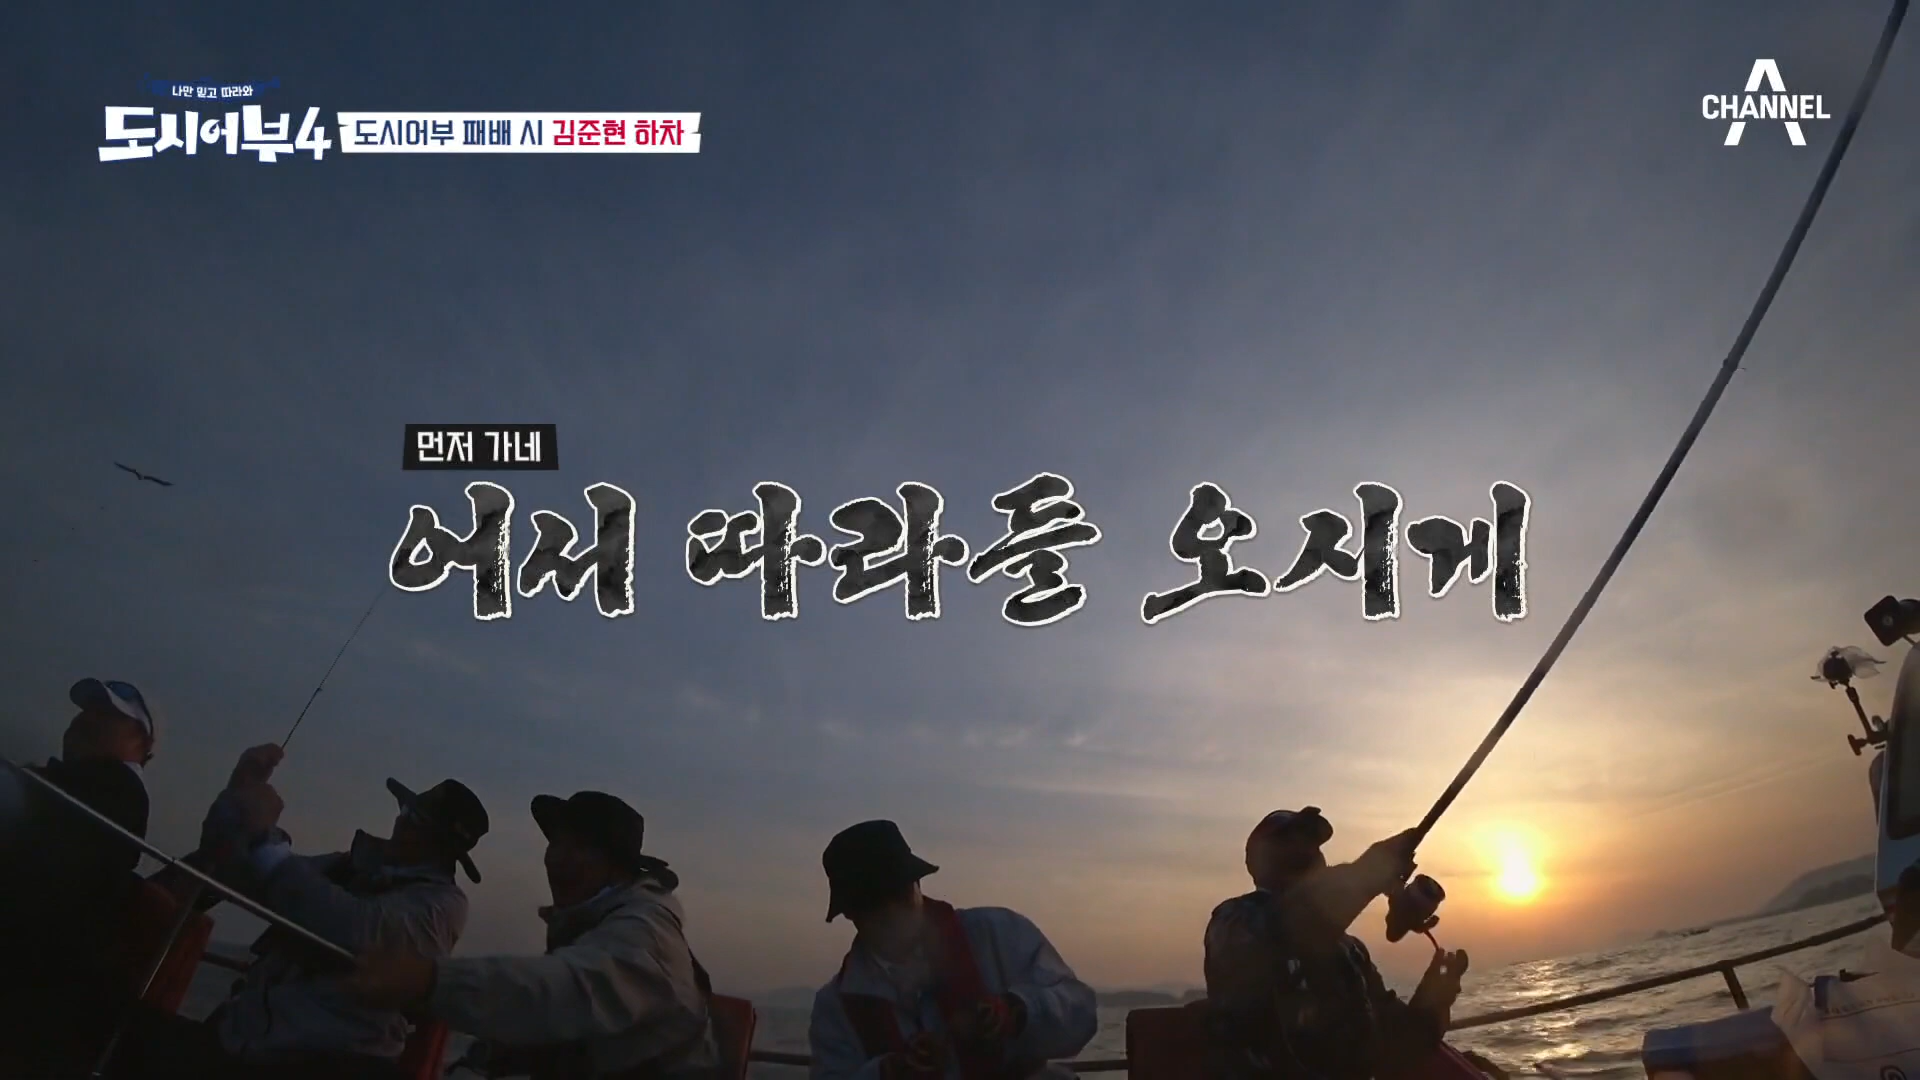 나만 믿고 따라와
도시어부4
도시어부 패배 시 김준현 하차
CHANNEL A
먼저 가네
어서 따라들 오시게